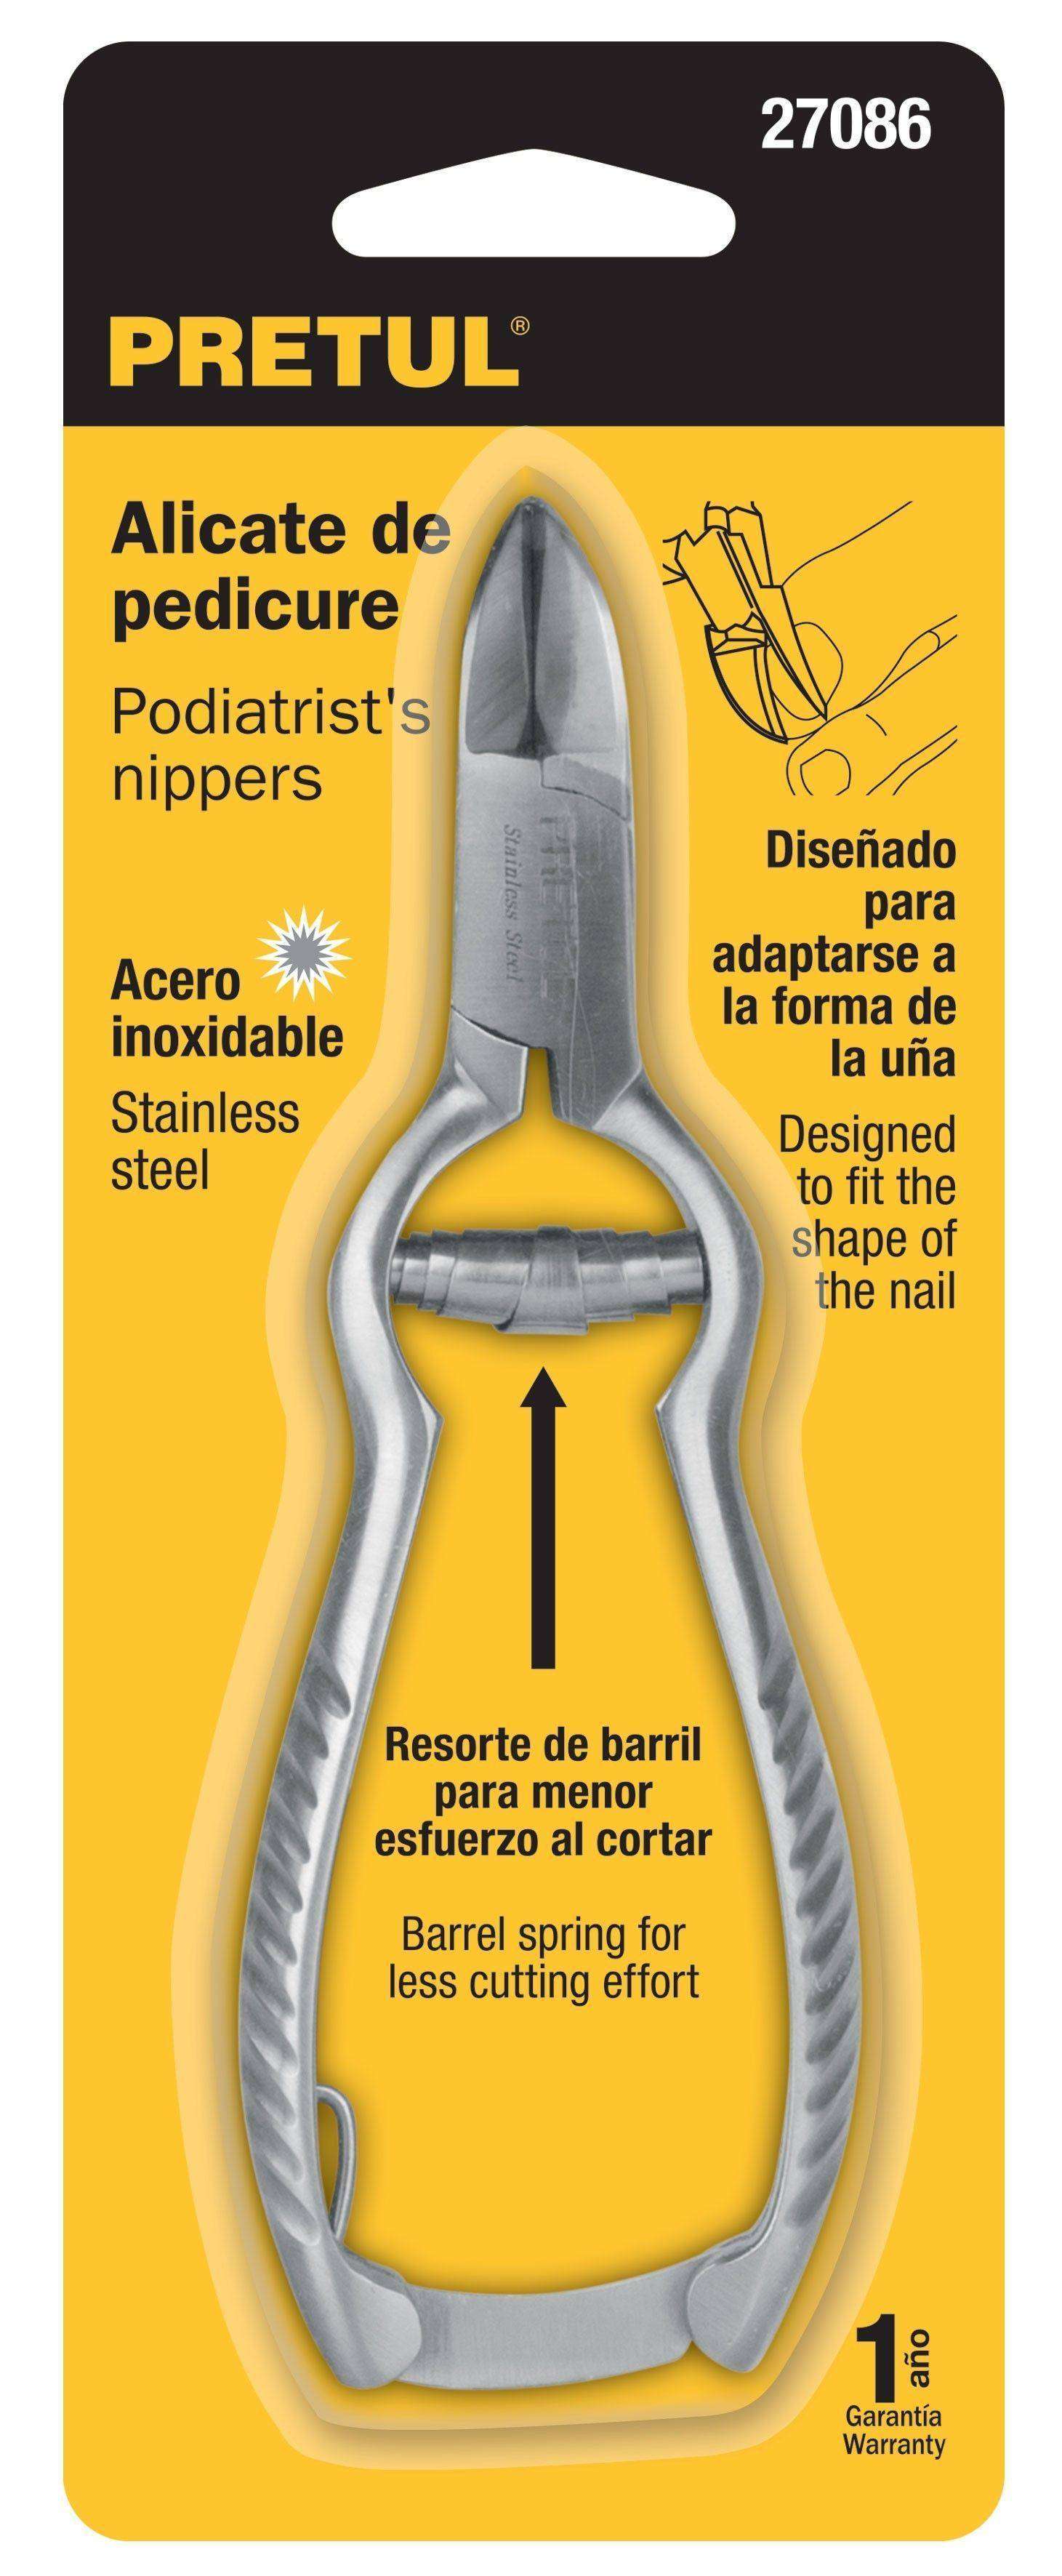 27086
PRETUL®
Alicate de
pedicure
Podiatrist's
nippers
Acero
inoxidable
Stainless
steel
Diseñado
para
adaptarse a
la forma de
la uña
Designed
to fit the
shape of
the nail
PRETUL
Stainless Steel
Resorte de barril
para menor
esfuerzo al cortar
Barrel spring for
less cutting effort
1 año
Garantía
Warranty